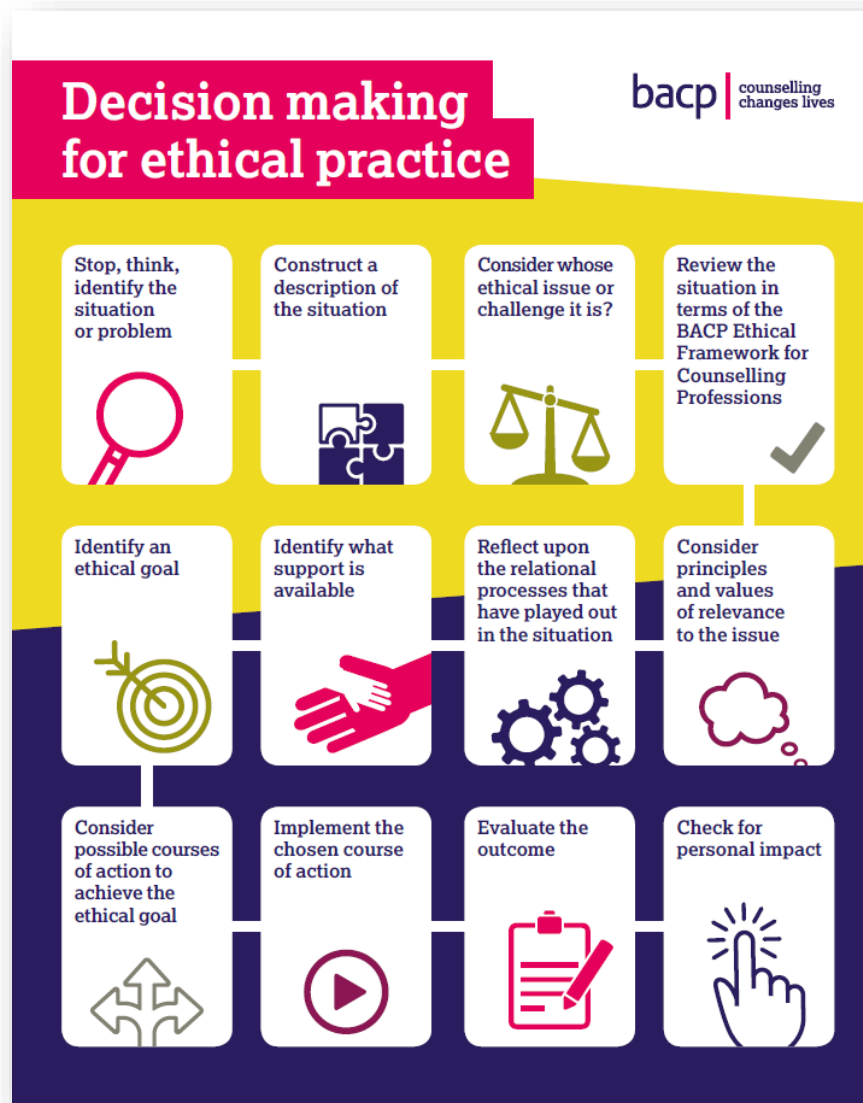 Decision making
for ethical practice
bacp
counselling
changes lives
Stop, think,
identify the
situation
or problem
Construct a
description of
the situation
Consider whose
ethical issue or
challenge it is?
Review the
situation in
terms of the
BACP Ethical
Framework for
Counselling
Professions
Consider
principles
and values
of relevance
to the issue
Reflect upon
the relational
processes that
have played out
in the situation
Identify what
support is
available
Identify an
ethical goal
Consider
possible courses
of action to
achieve the
ethical goal
Implement the
chosen course
of action
Evaluate the
outcome
Check for
personal impact